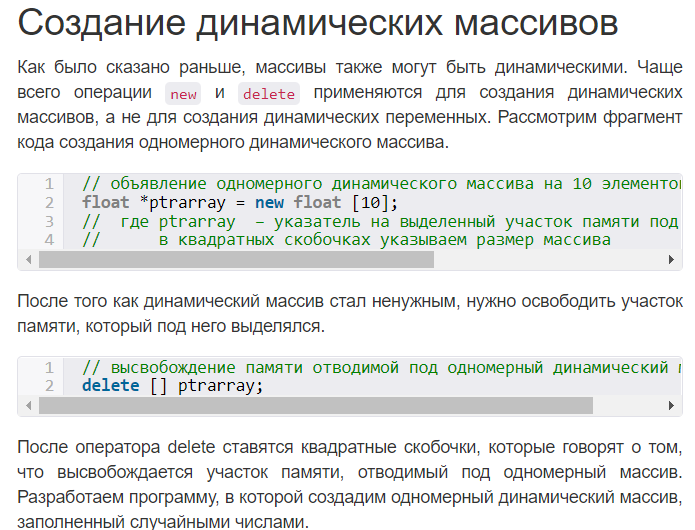 Создание динамических массивов
Как было сказано раньше, массивы также могут быть динамическими. Чаще
всего операции new и delete применяются для создания динамических
массивов, а не для создания динамических переменных. Рассмотрим фрагмент
кода создания одномерного динамического массива.
1 // объявление одномерного динамического массива на 10 элементов
2 float *ptrarray = new float [10];
3 // где ptrarray – указатель на выделенный участок памяти под
4 // в квадратных скобочках указываем размер массива
После того как динамический массив стал ненужным, нужно освободить участок
памяти, который под него выделялся.
1 // высвобождение памяти отводимой под одномерный динамический
2 delete [] ptrarray;
После оператора delete ставятся квадратные скобочки, которые говорят о том,
что высвобождается участок памяти, отводимый под одномерный массив.
Разработаем программу, в которой создадим одномерный динамический массив,
заполненный случайными числами.